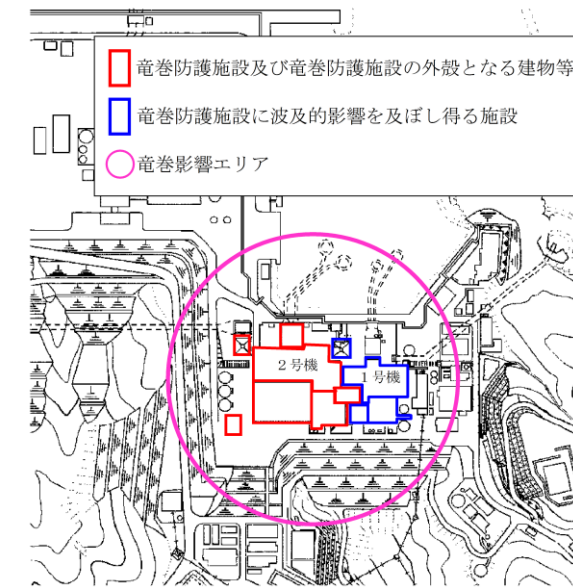 竜巻防護施設及び竜巻防護施設の外殻となる建物等
竜巻防護施設に波及的影響を及ぼし得る施設
竜巻影響エリア
2号機
1号機